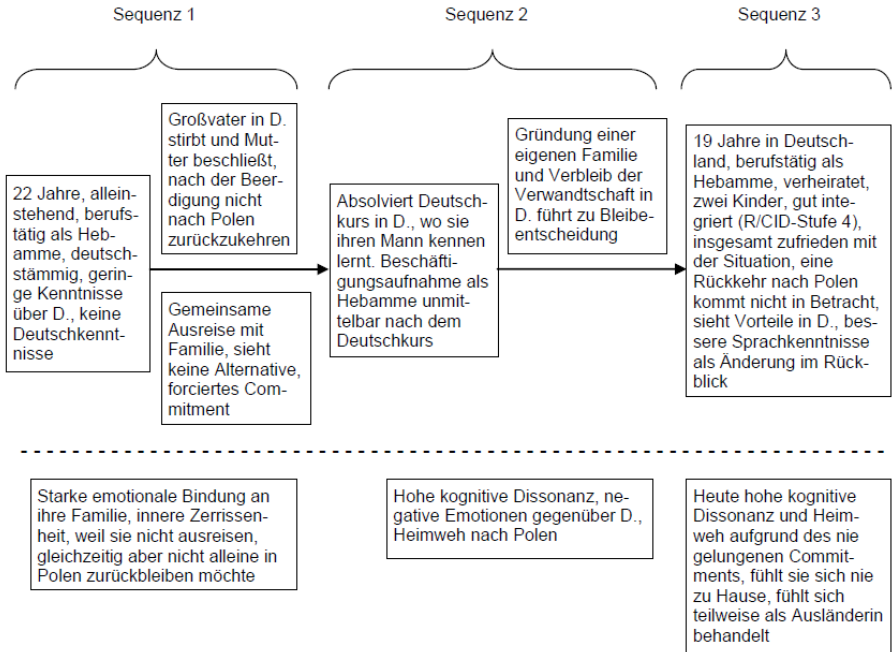 Sequenz 1
Sequenz 2
Sequenz 3
22 Jahre, allein-
stehend, berufs-
tätig als Heb-
amme, deutsch-
stämmig, gerin-
ge Kenntnisse
über D., keine
Deutschkennt-
nisse
Großvater in D.
stirbt und Mut-
ter beschließt,
nach der Beer-
digung nicht
nach Polen
zurückzukehren
Gemeinsame
Ausreise mit
Familie, sieht
keine Alternative,
forciertes Com-
mitment
Absolviert Deutsch-
kurs in D., wo sie
ihren Mann kennen
lernt. Beschäfti-
gungsaufnahme als
Hebamme unmit-
telbar nach dem
Deutschkurs
Gründung einer
eigenen Familie
und Verbleib der
Verwandtschaft in
D. führt zu Bleibe-
entscheidung
19 Jahre in Deutsch-
land, berufstätig als
Hebamme, verheiratet,
zwei Kinder, gut inte-
griert (R/CID-Stufe 4),
insgesamt zufrieden mit
der Situation, eine
Rückkehr nach Polen
kommt nicht in Betracht,
sieht Vorteile in D., bes-
sere Sprachkenntnisse
als Änderung im Rück-
blick
Starke emotionale Bindung an
ihre Familie, innere Zerrissen-
heit, weil sie nicht ausreisen,
gleichzeitig aber nicht alleine in
Polen zurückbleiben möchte
Hohe kognitive Dissonanz, ne-
gative Emotionen gegenüber D.,
Heimweh nach Polen
Heute hohe kognitive
Dissonanz und Heim-
weh aufgrund des nie
gelungenen Commit-
ments, fühlt sie sich nie
zu Hause, fühlt sich
teilweise als Ausländerin
behandelt